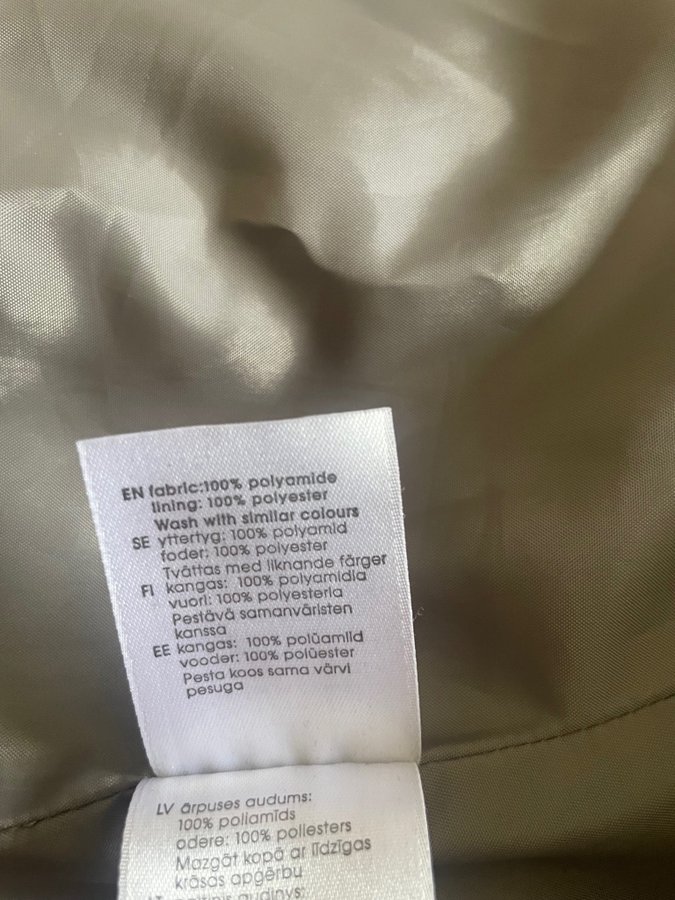 EN fabric:100% polyamide
lining: 100% polyester
Wash with similar colours
SE yttertyg: 100% polyamid
foder: 100% polyester
Tvättas med liknande färger
FI kangas: 100% polyamidia
vuori: 100% polyesteria
Pestävä samanväristen
kanssa
EE kangas: 100% polüamiid
vooder: 100% polüester
Pesta koos sama värvi
pesuga
LV ārpuses audums:
100% poliamīds
odere: 100% poliesters
Mazgāt kopā ar līdzīgas
krāsas apģērbu
audinys: